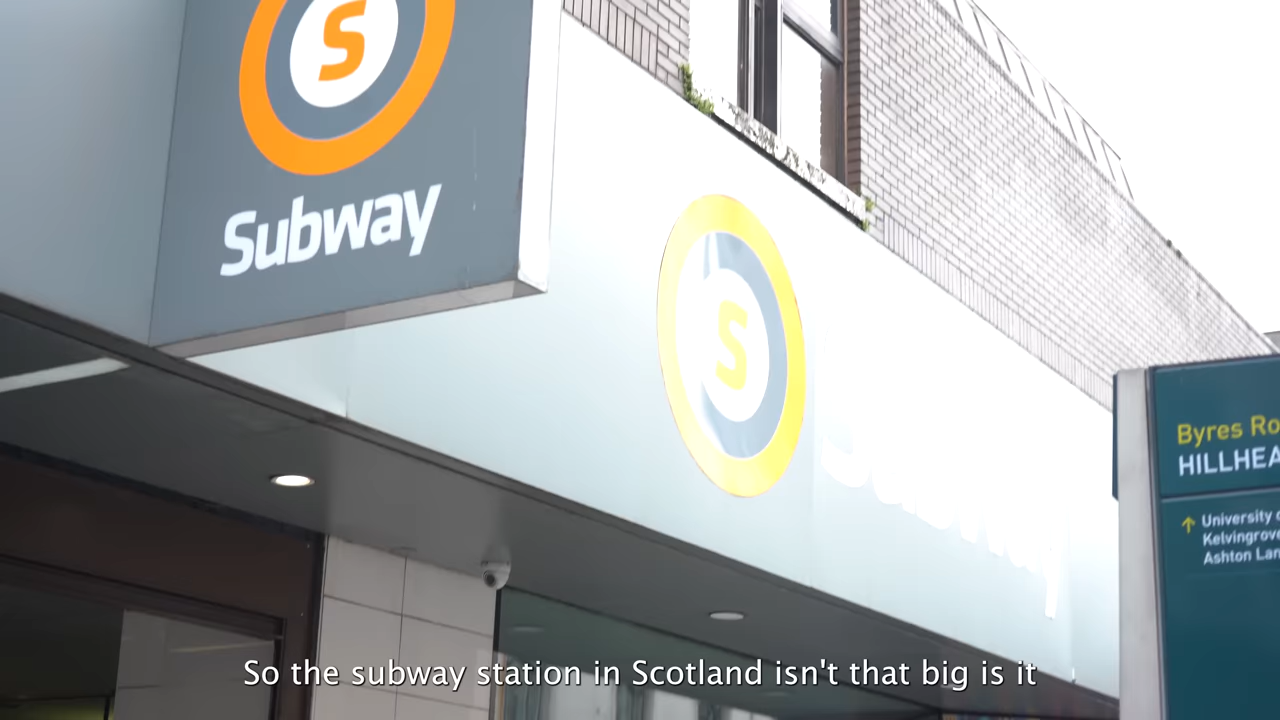 S
Subway
S
Subway
Byres Ro
HILLHEA
↑ University o
Kelvingrove
Ashton Lan
So the subway station in Scotland isn't that big is it